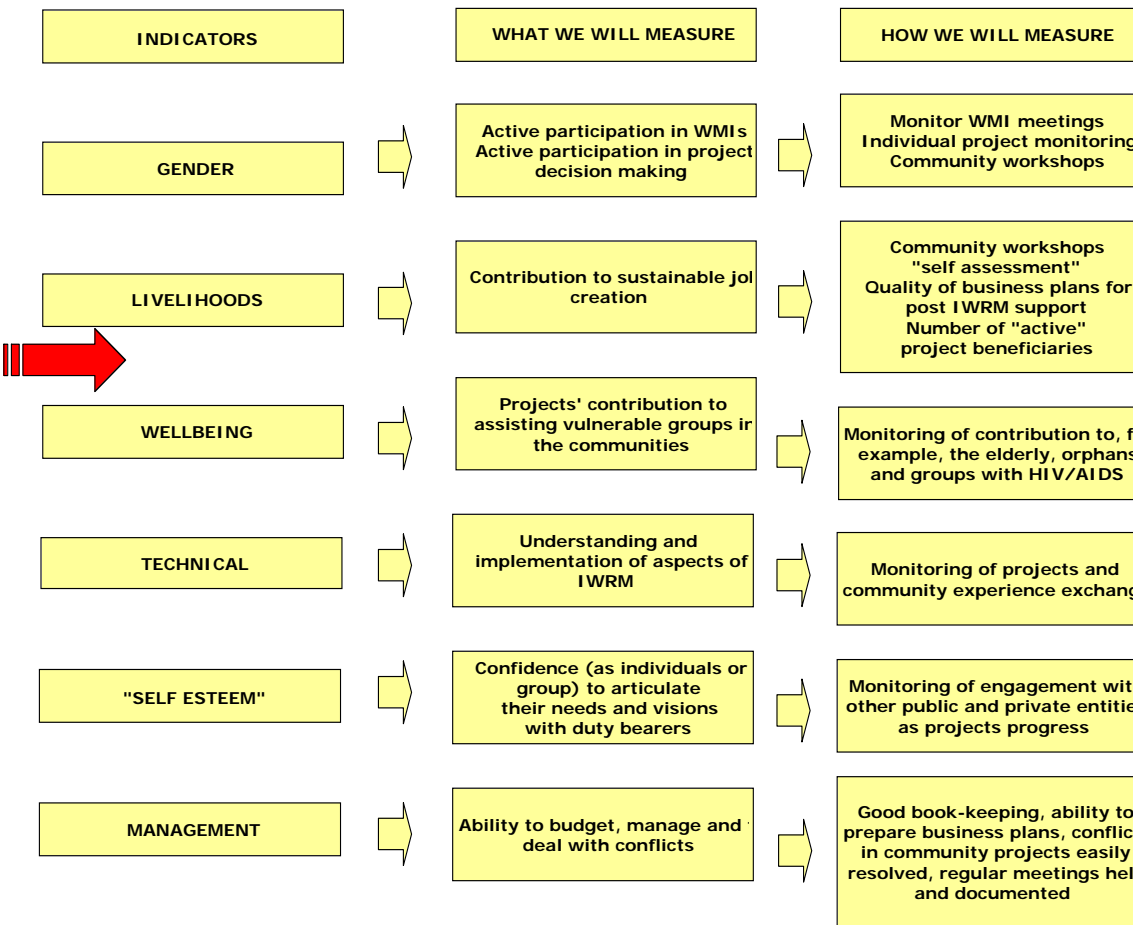 INDICATORS
WHAT WE WILL MEASURE
HOW WE WILL MEASURE
GENDER
Active participation in WMIs
Active participation in project
decision making
Monitor WMI meetings
Individual project monitoring
Community workshops
LIVELIHOODS
Contribution to sustainable job
creation
Community workshops
"self assessment"
Quality of business plans for
post IWRM support
Number of "active"
project beneficiaries
WELLBEING
Projects' contribution to
assisting vulnerable groups in
the communities
Monitoring of contribution to, f
example, the elderly, orphans
and groups with HIV/AIDS
TECHNICAL
Understanding and
implementation of aspects of
IWRM
Monitoring of projects and
community experience exchang
"SELF ESTEEM"
Confidence (as individuals or
group) to articulate
their needs and visions
with duty bearers
Monitoring of engagement wit
other public and private entitie
as projects progress
MANAGEMENT
Ability to budget, manage and
deal with conflicts
Good book-keeping, ability to
prepare business plans, conflic
in community projects easily
resolved, regular meetings hel
and documented